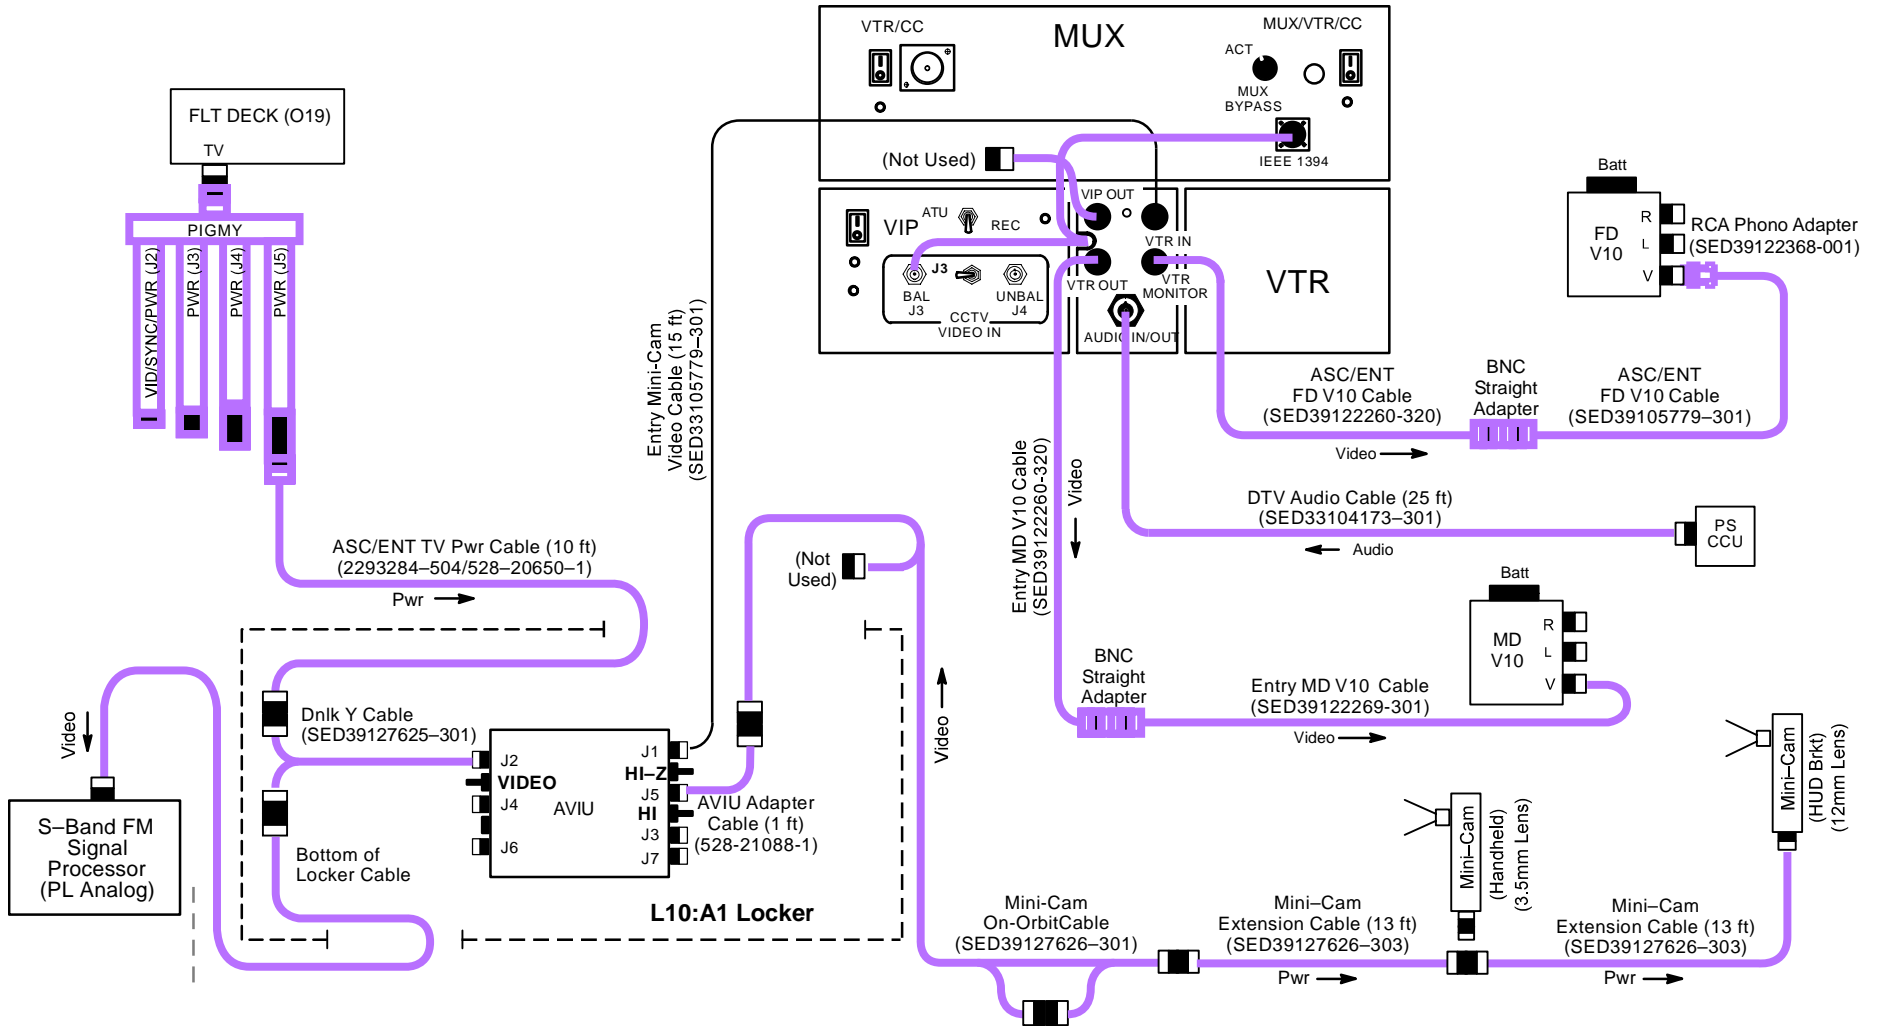 VTR/CC
MUX
MUX/VTR/CC
ACT
MUX
BYPASS
IEEE 1394
(Not Used)
FLT DECK (O19)
TV
PIGMY
VID/SYNC/PWR (J2)
PWR (J3)
PWR (J4)
PWR (J5)
VIP
ATU
REC
J3
BAL
J3
UNBAL
J4
CCTV
VIDEO IN
VIP OUT
VTR IN
VTR OUT
VTR
MONITOR
AUDIO IN/OUT
VTR
Batt
FD
V10
R
L
V
RCA Phono Adapter
(SED39122368-001)
Entry Mini-Cam
Video Cable (15 ft)
(SED33105779–301)
ASC/ENT
FD V10 Cable
(SED39122260-320)
BNC
Straight
Adapter
ASC/ENT
FD V10 Cable
(SED39105779–301)
Video
Entry MD V10 Cable
(SED39122260-320)
Video
DTV Audio Cable (25 ft)
(SED33104173–301)
Audio
PS
CCU
ASC/ENT TV Pwr Cable (10 ft)
(2293284–504/528–20650–1)
Pwr
(Not
Used)
Batt
MD
V10
R
L
V
BNC
Straight
Adapter
Entry MD V10 Cable
(SED39122269-301)
Video
Video
Dnlk Y Cable
(SED39127625–301)
J2
VIDEO
J4
AVIU
J6
J1
HI–Z
J5
HI
J3
J7
AVIU Adapter
Cable (1 ft)
(528-21088-1)
Video
S–Band FM
Signal
Processor
(PL Analog)
Bottom of
Locker Cable
L10:A1 Locker
Mini-Cam
On-OrbitCable
(SED39127626–301)
Mini–Cam
Extension Cable (13 ft)
(SED39127626–303)
Pwr
Mini–Cam
(Handheld)
(3.5mm Lens)
Mini–Cam
Extension Cable (13 ft)
(SED39127626–303)
Pwr
Mini–Cam
(HUD Brkt)
(12mm Lens)